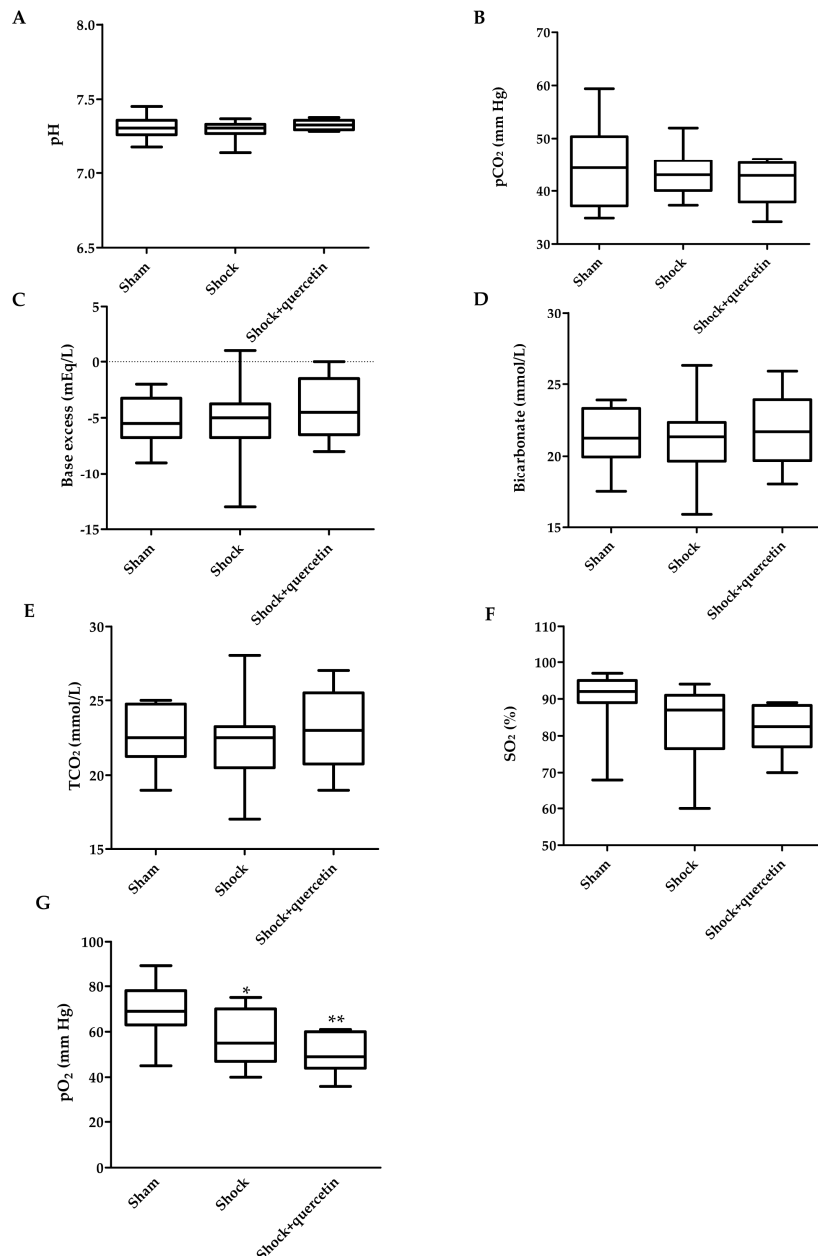 A
pH
8.0
7.5
7.0
6.5
Sham
Shock
Shock+quercetin
B
pCO₂ (mm Hg)
70
60
50
40
30
Sham
Shock
Shock+quercetin
C
Base excess (mEq/L)
5
0
-5
-10
-15
Sham
Shock
Shock+quercetin
D
Bicarbonate (mmol/L)
30
25
20
15
Sham
Shock
Shock+quercetin
E
TCO₂ (mmol/L)
30
25
20
15
Sham
Shock
Shock+quercetin
F
SO₂ (%)
110
100
90
80
70
60
50
Sham
Shock
Shock+quercetin
G
pO₂ (mm Hg)
100
80
60
40
20
0
*
**
Sham
Shock
Shock+quercetin